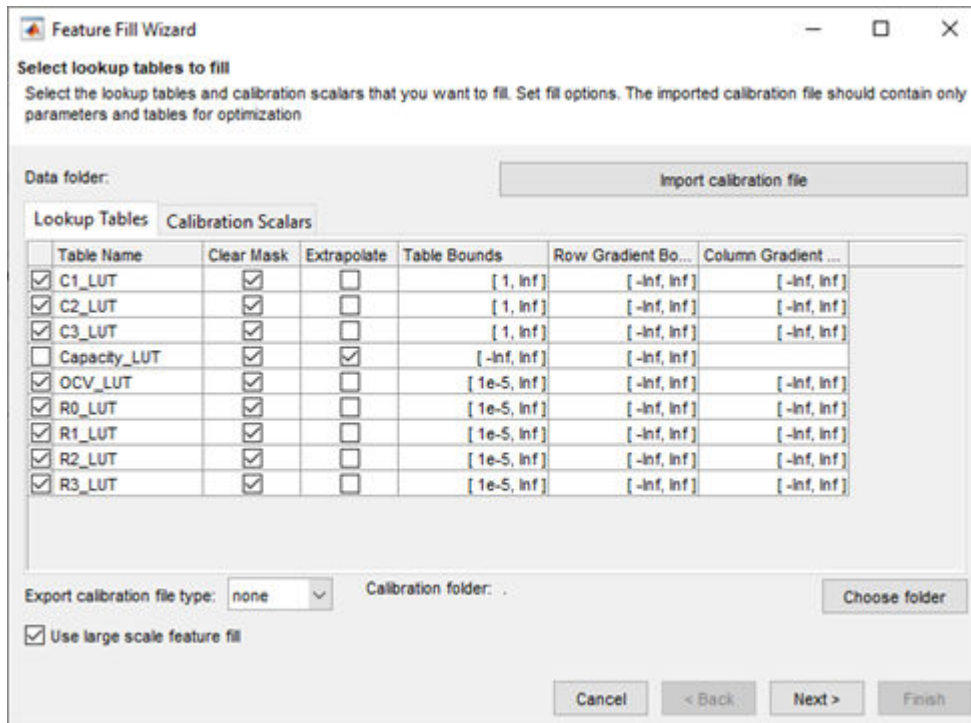 Feature Fill Wizard
Select lookup tables to fill
Select the lookup tables and calibration scalars that you want to fill. Set fill options. The imported calibration file should contain only
parameters and tables for optimization
Data folder: Import calibration file
Lookup Tables Calibration Scalars
Table Name Clear Mask Extrapolate Table Bounds Row Gradient Bo... Column Gradient ...
C1_LUT [ 1, Inf ] [ -Inf, Inf ] [ -Inf, Inf ]
C2_LUT [ 1, Inf ] [ -Inf, Inf ] [ -Inf, Inf ]
C3_LUT [ 1, Inf ] [ -Inf, Inf ] [ -Inf, Inf ]
Capacity_LUT [ -Inf, Inf ] [ -Inf, Inf ]
OCV_LUT [ 1e-5, Inf ] [ -Inf, Inf ] [ -Inf, Inf ]
R0_LUT [ 1e-5, Inf ] [ -Inf, Inf ] [ -Inf, Inf ]
R1_LUT [ 1e-5, Inf ] [ -Inf, Inf ] [ -Inf, Inf ]
R2_LUT [ 1e-5, Inf ] [ -Inf, Inf ] [ -Inf, Inf ]
R3_LUT [ 1e-5, Inf ] [ -Inf, Inf ] [ -Inf, Inf ]
Export calibration file type: none Calibration folder: . Choose folder
Use large scale feature fill
Cancel < Back Next > Finish